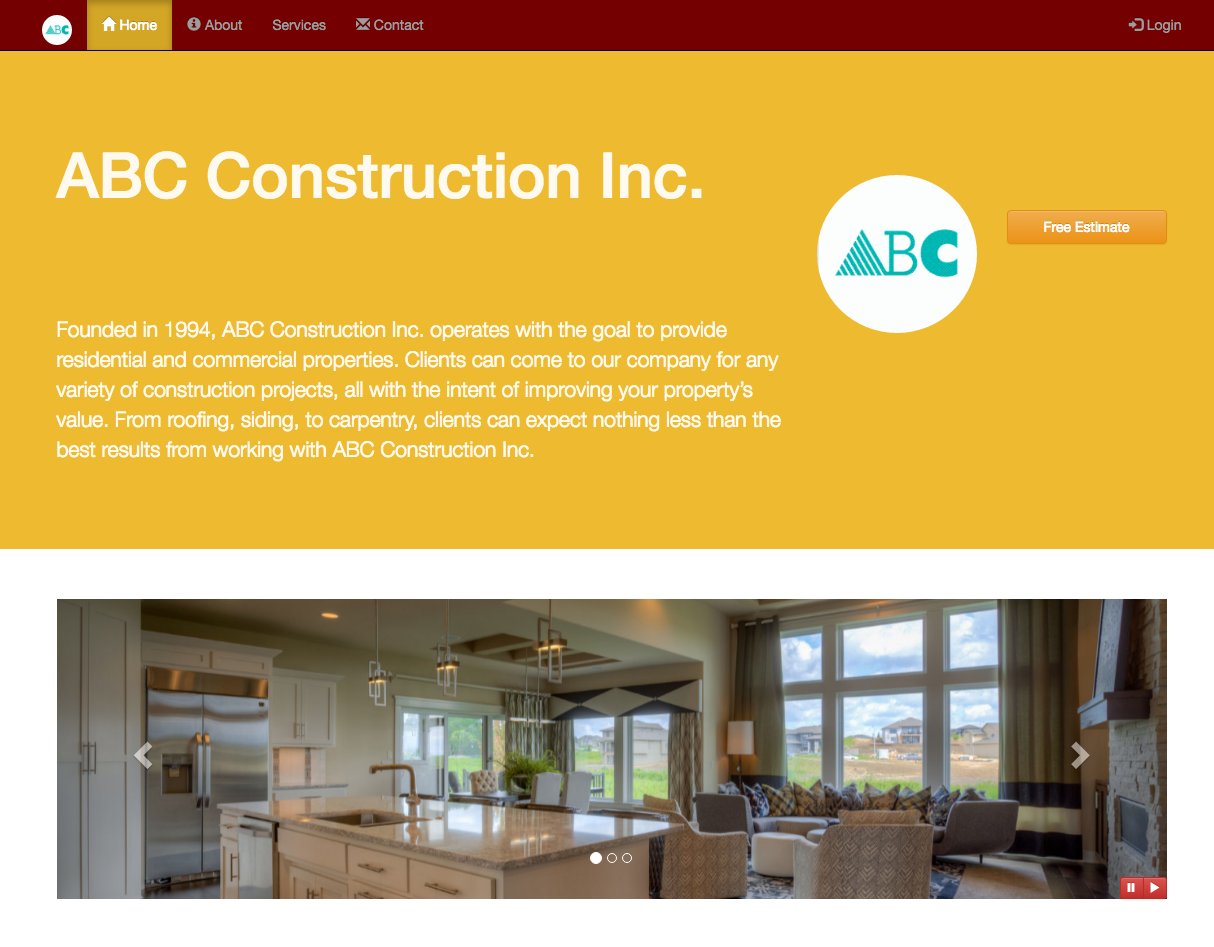 ABC Home About Services Contact Login
ABC Construction Inc.
ABC
Free Estimate
Founded in 1994, ABC Construction Inc. operates with the goal to provide
residential and commercial properties. Clients can come to our company for any
variety of construction projects, all with the intent of improving your property’s
value. From roofing, siding, to carpentry, clients can expect nothing less than the
best results from working with ABC Construction Inc.